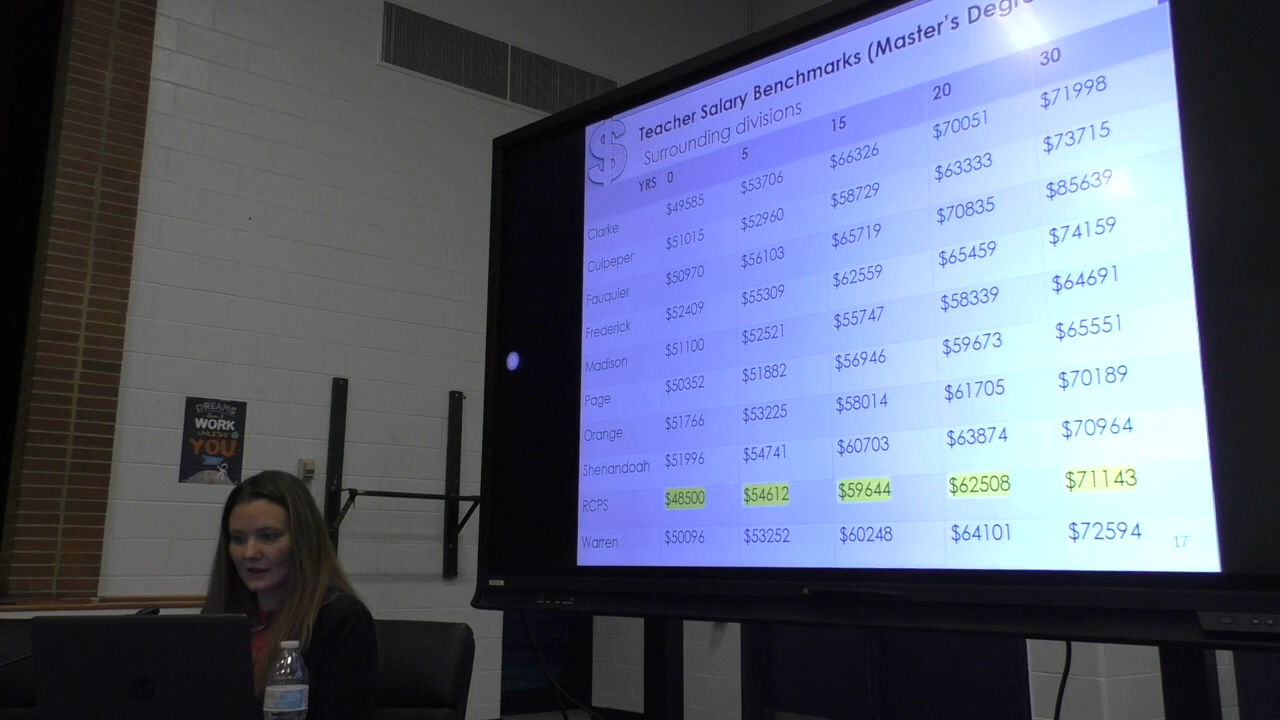 Teacher Salary Benchmarks (Master's
Surrounding divisions
YRS 0 5 15 20 30
Clarke $49585 $53706 $66326 $70051 $71998
Culpeper $51015 $52960 $58729 $63333 $73715
Fauquier $50970 $56103 $65719 $70835 $85639
Frederick $52409 $55309 $62559 $65459 $74159
Madison $51100 $52521 $55747 $58339 $64691
Page $50352 $51882 $56946 $59673 $65551
Orange $51766 $53225 $58014 $61705 $70189
Shenandoah $51996 $54741 $60703 $63874 $70964
RCPS $48500 $54612 $59644 $62508 $71143
Warren $50096 $53252 $60248 $64101 $72594
17
DREAMS
WORK
UNLESS
YOU